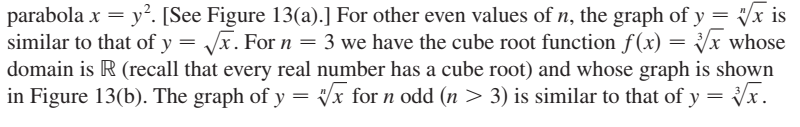 parabola x = y². [See Figure 13(a).] For other even values of n, the graph of y = ⁿ√x is
similar to that of y = √x. For n = 3 we have the cube root function f(x) = ³√x whose
domain is ℝ (recall that every real number has a cube root) and whose graph is shown
in Figure 13(b). The graph of y = ⁿ√x for n odd (n > 3) is similar to that of y = ³√x.